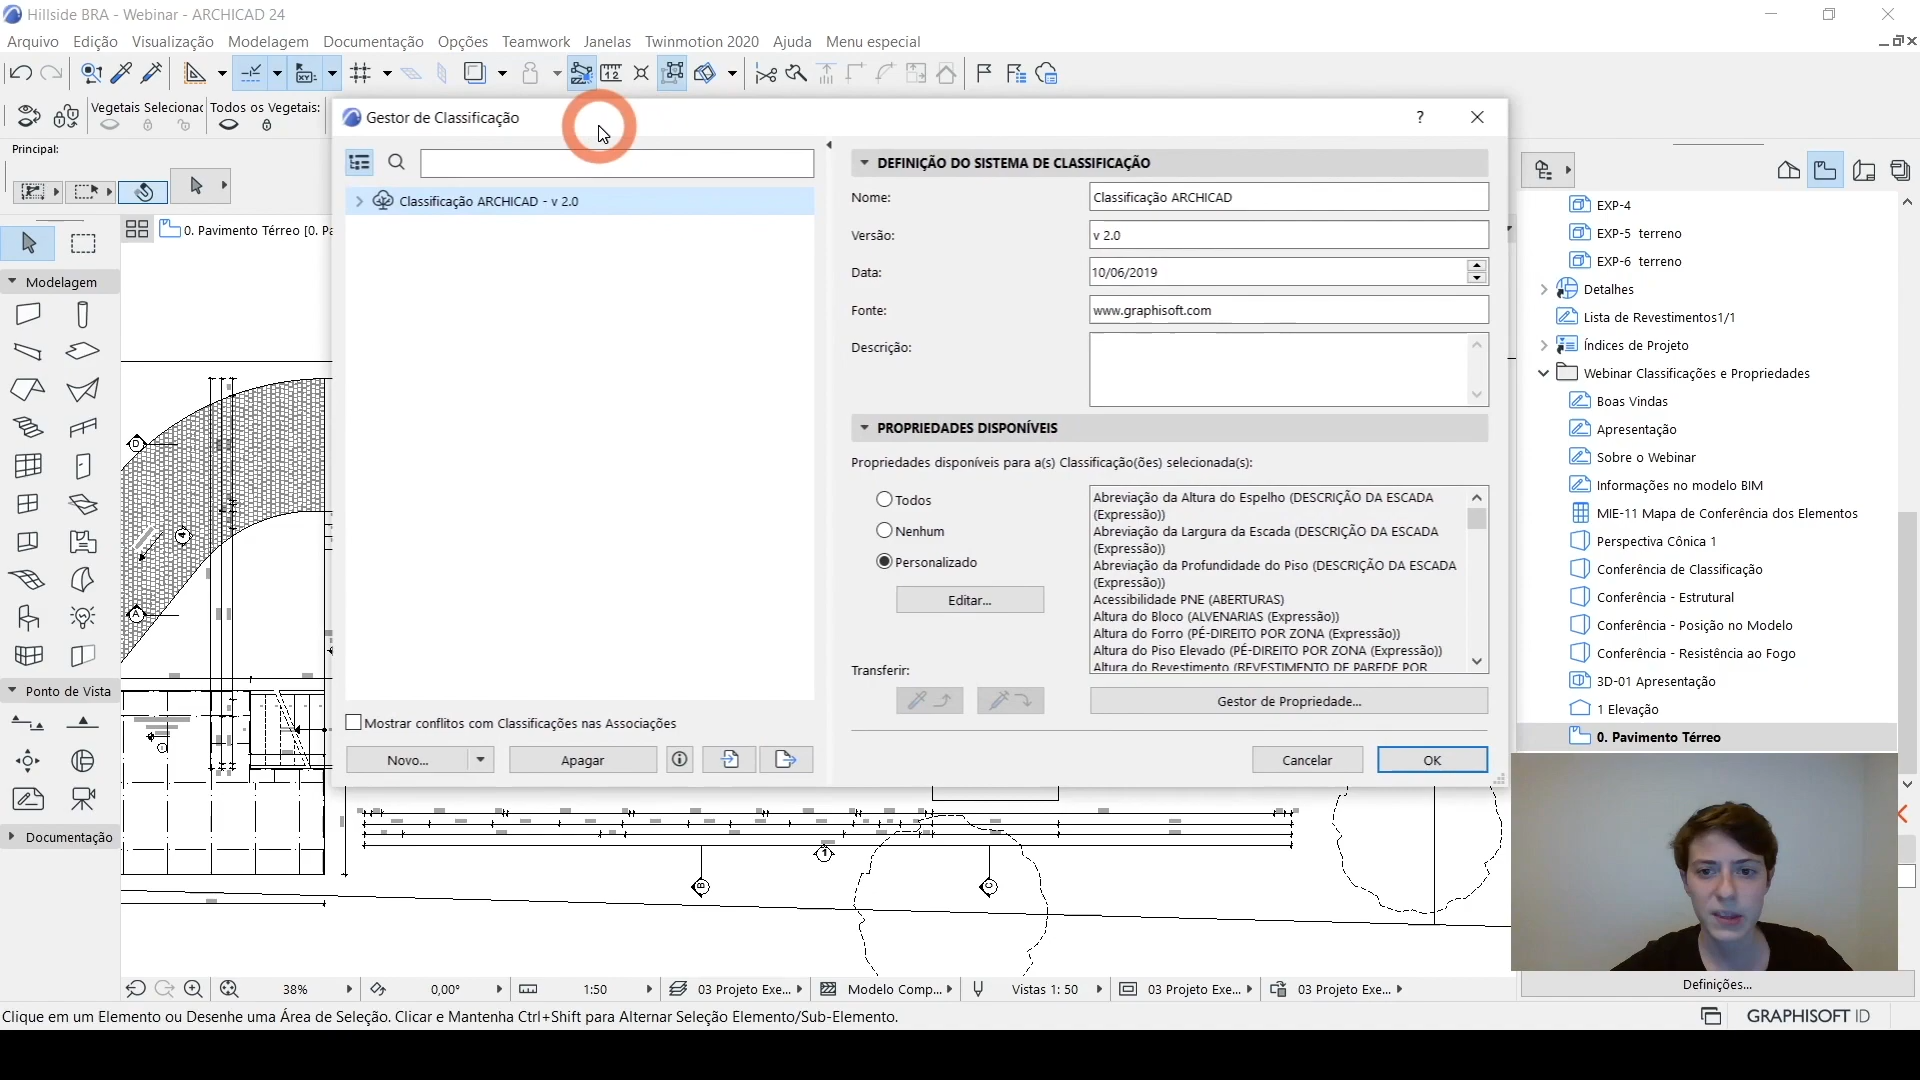 Hillside BRA - Webinar - ARCHICAD 24
Arquivo Edição Visualização Modelagem Documentação Opções Teamwork Janelas Twinmotion 2020 Ajuda Menu especial
Vegetais Selecionac
Todos os Vegetais:
Principal:
0. Pavimento Térreo [0. Pa
Modelagem
Ponto de Vista
Documentação
Gestor de Classificação
Classificação ARCHICAD - v 2.0
Mostrar conflitos com Classificações nas Associações
Novo...
Apagar
DEFINIÇÃO DO SISTEMA DE CLASSIFICAÇÃO
Nome:
Classificação ARCHICAD
Versão:
v 2.0
Data:
10/06/2019
Fonte:
www.graphisoft.com
Descrição:
PROPRIEDADES DISPONÍVEIS
Propriedades disponíveis para a(s) Classificação(ões) selecionada(s):
Todos
Nenhum
Personalizado
Editar...
Transferir:
Abreviação da Altura do Espelho (DESCRIÇÃO DA ESCADA
(Expressão))
Abreviação da Largura da Escada (DESCRIÇÃO DA ESCADA
(Expressão))
Abreviação da Profundidade do Piso (DESCRIÇÃO DA ESCADA
(Expressão))
Acessibilidade PNE (ABERTURAS)
Altura do Bloco (ALVENARIAS (Expressão))
Altura do Forro (PÉ-DIREITO POR ZONA (Expressão))
Altura do Piso Elevado (PÉ-DIREITO POR ZONA (Expressão))
Altura do Revestimento (REVESTIMENTO DE PAREDE POR
Gestor de Propriedade...
Cancelar
OK
EXP-4
EXP-5 terreno
EXP-6 terreno
Detalhes
Lista de Revestimentos1/1
Índices de Projeto
Webinar Classificações e Propriedades
Boas Vindas
Apresentação
Sobre o Webinar
Informações no modelo BIM
MIE-11 Mapa de Conferência dos Elementos
Perspectiva Cônica 1
Conferência de Classificação
Conferência - Estrutural
Conferência - Posição no Modelo
Conferência - Resistência ao Fogo
3D-01 Apresentação
1 Elevação
0. Pavimento Térreo
Definições...
D
4
A
B
1
C
38%
0,00°
1:50
03 Projeto Exe...
Modelo Comp...
Vistas 1: 50
03 Projeto Exe...
03 Projeto Exe...
Clique em um Elemento ou Desenhe uma Área de Seleção. Clicar e Mantenha Ctrl+Shift para Alternar Seleção Elemento/Sub-Elemento.
GRAPHISOFT ID